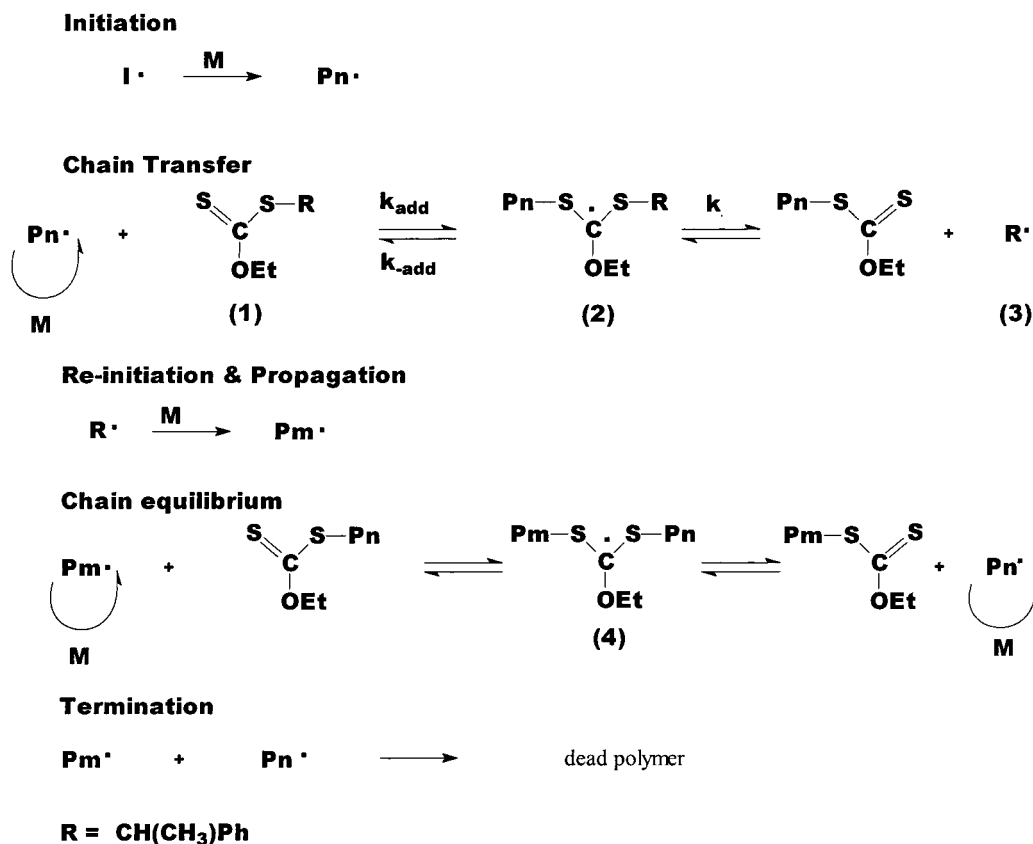 Initiation
I · M Pn ·
Chain Transfer
Pn · + S C S R OEt k_add k_-add Pn S · C S R OEt k Pn S C S OEt + R ·
M (1) (2) (3)
Re-initiation & Propagation
R · M Pm ·
Chain equilibrium
Pm · + S C S Pn OEt Pm S · C S Pn OEt Pm S C S OEt + Pn ·
M (4) M
Termination
Pm · + Pn · dead polymer
R = CH(CH₃)Ph